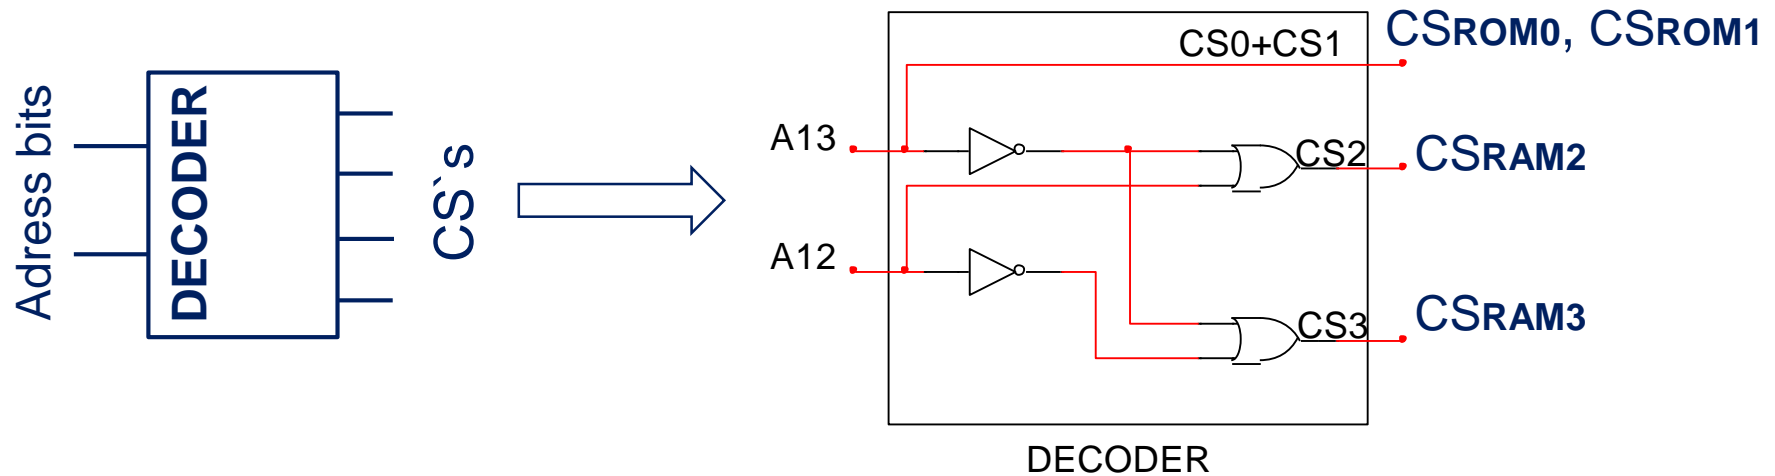 Adress bits
DECODER
CS`s
CS0+CS1
CSROM0, CSROM1
A13
CS2
CSRAM2
A12
CS3
CSRAM3
DECODER